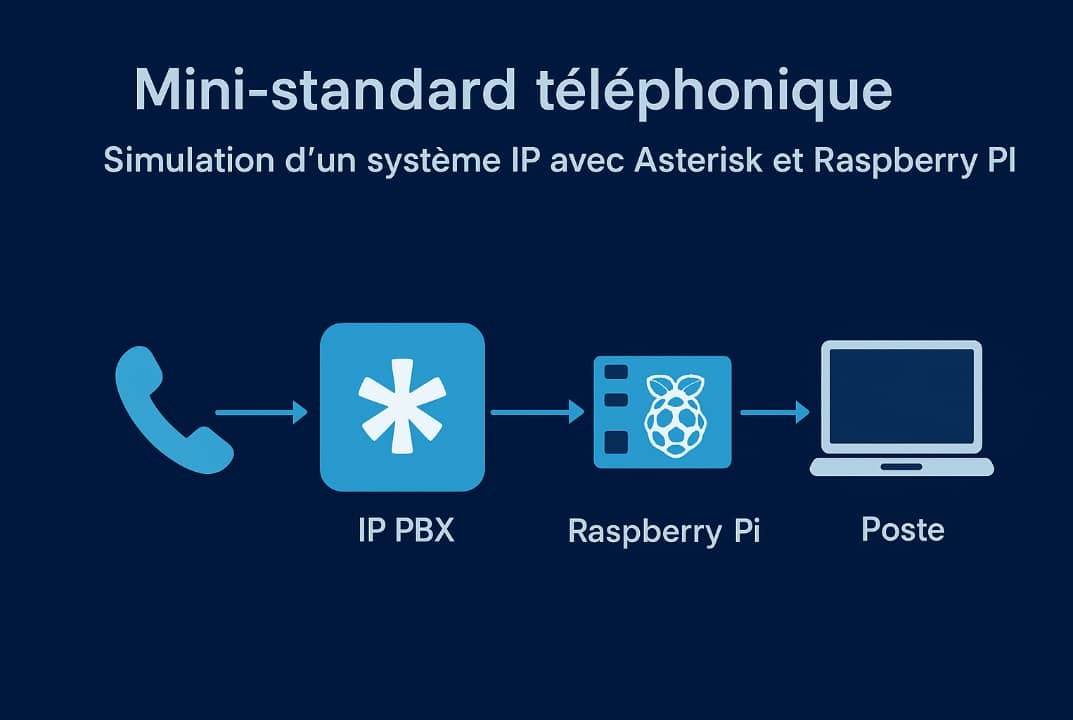 Mini-standard téléphonique
Simulation d’un système IP avec Asterisk et Raspberry PI
IP PBX
Raspberry Pi
Poste